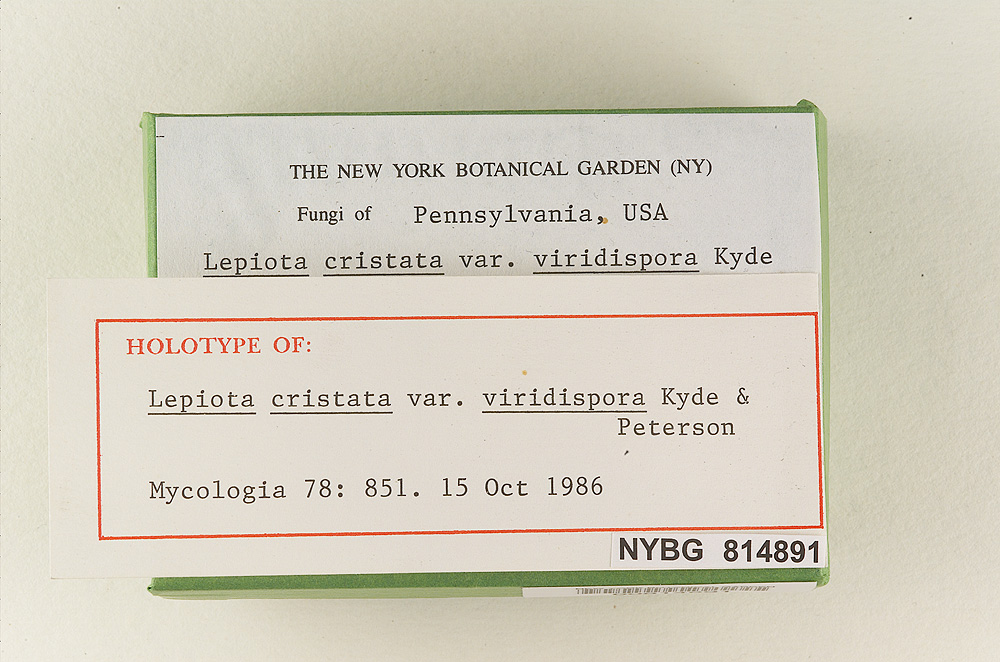 THE NEW YORK BOTANICAL GARDEN (NY)
Fungi of Pennsylvania, USA
Lepiota cristata var. viridispora Kyde
HOLOTYPE OF:
Lepiota cristata var. viridispora Kyde &
Peterson
Mycologia 78: 851. 15 Oct 1986
NYBG 814891